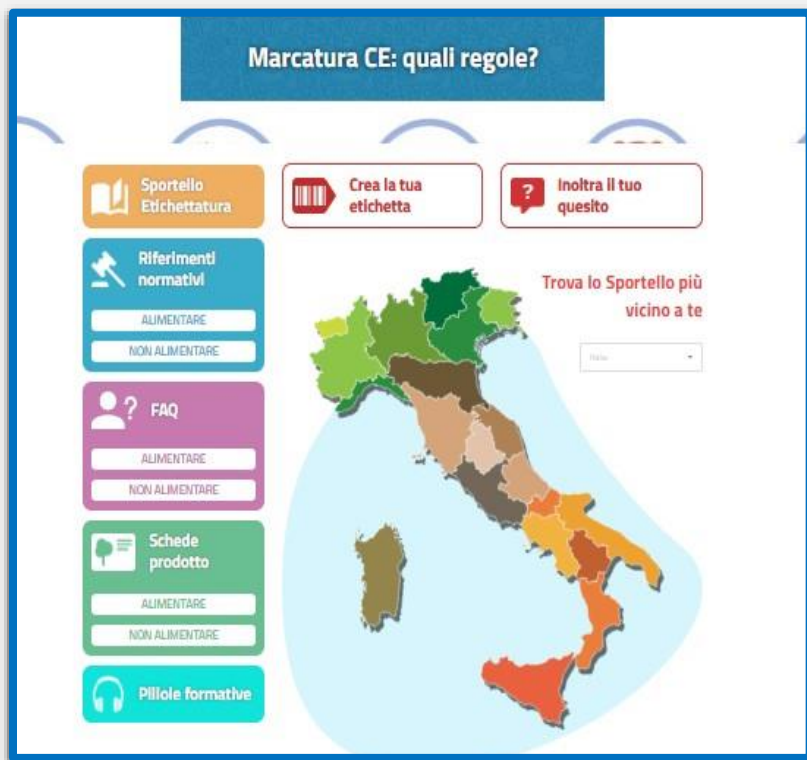 Marcatura CE: quali regole?
Sportello
Etichettatura
Crea la tua
etichetta
Inoltra il tuo
quesito
Riferimenti
normativi
ALIMENTARE
NON ALIMENTARE
Trova lo Sportello più
vicino a te
FAQ
ALIMENTARE
NON ALIMENTARE
Schede
prodotto
ALIMENTARE
NON ALIMENTARE
Pillole formative